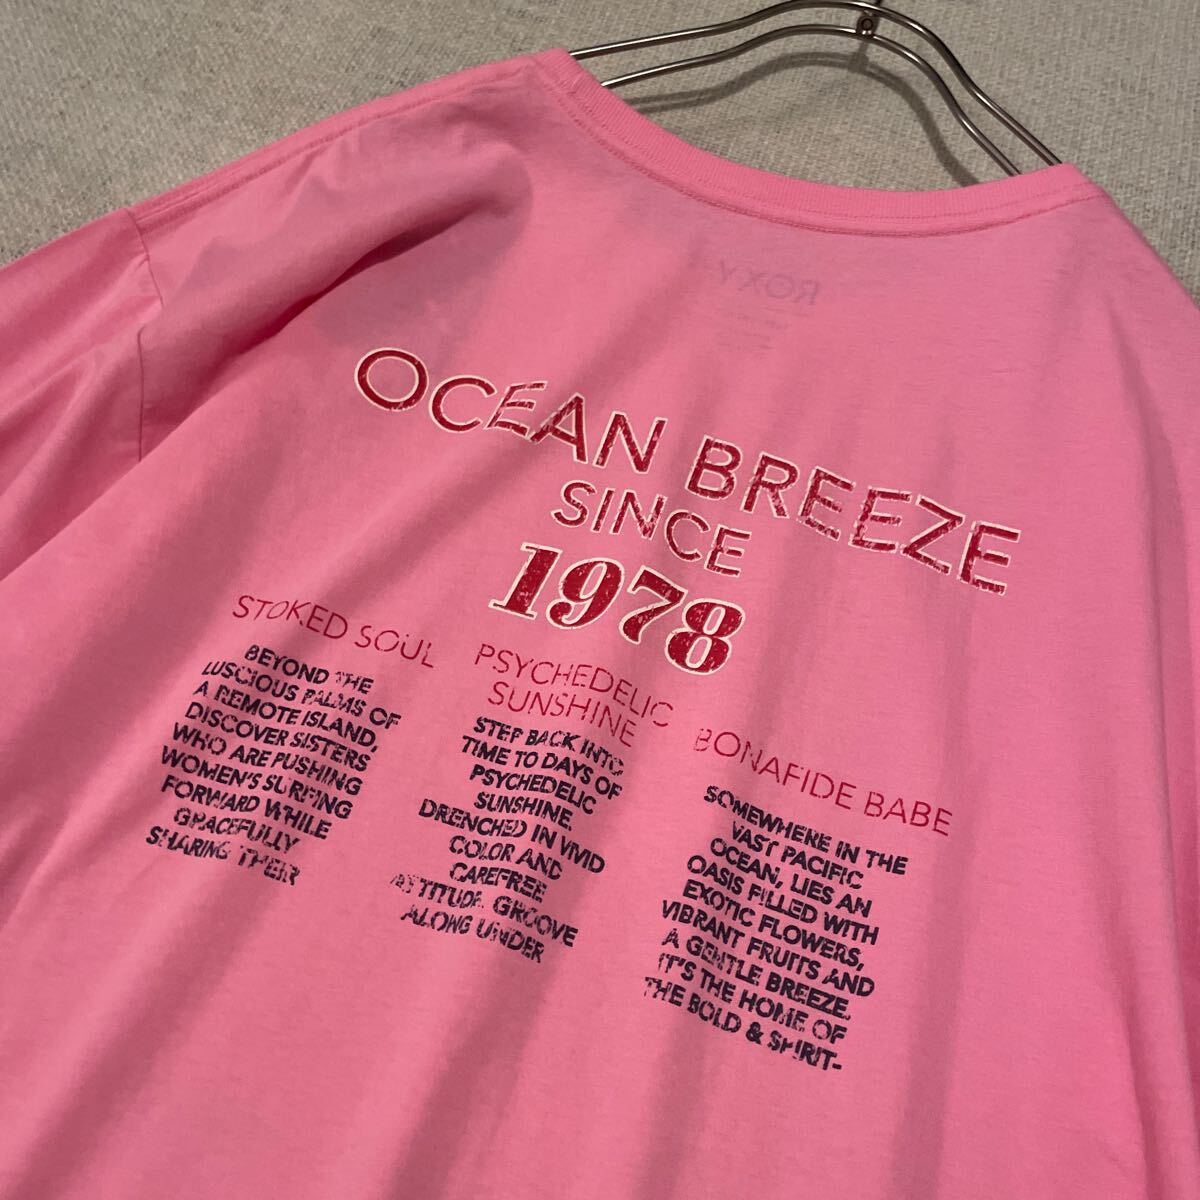 ROXY
OCEAN BREEZE
SINCE
1978
STOKED SOUL
BEYOND THE
LUSCIOUS PALMS OF
A REMOTE ISLAND,
DISCOVER SISTERS
WHO ARE PUSHING
WOMEN'S SURFING
FORWARD WHILE
GRACEFULLY
SHARING THEIR
PSYCHEDELIC
SUNSHINE
STEP BACK INTO
TIME TO DAYS OF
PSYCHEDELIC
SUNSHINE.
DRENCHED IN VIVID
COLOR AND
CAREFREE
ATTITUDE. GROOVE
ALONG UNDER
BONAFIDE BABE
SOMEWHERE IN THE
VAST PACIFIC
OCEAN, LIES AN
OASIS FILLED WITH
EXOTIC FLOWERS,
VIBRANT FRUITS AND
A GENTLE BREEZE.
IT'S THE HOME OF
THE BOLD & SPIRIT-